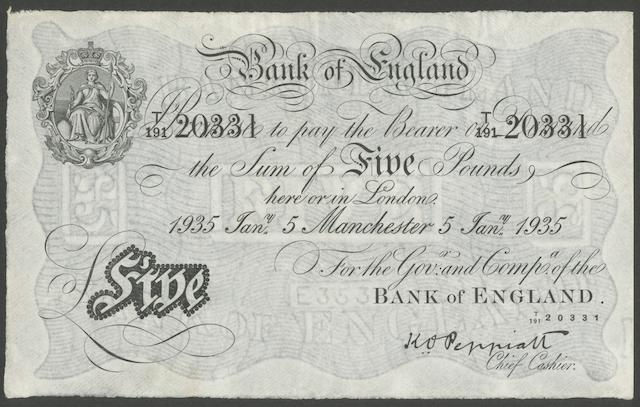 Bank of England
T/191 20331 to pay the Bearer on T/191 20331
the Sum of Five Pounds
here or in London.
1935 Janʸ 5 Manchester 5 Janʸ 1935
For the Govʳ and Compᵃ of the
BANK of ENGLAND.
T/191 20331
Five
K O Peppiatt
Chief Cashier.